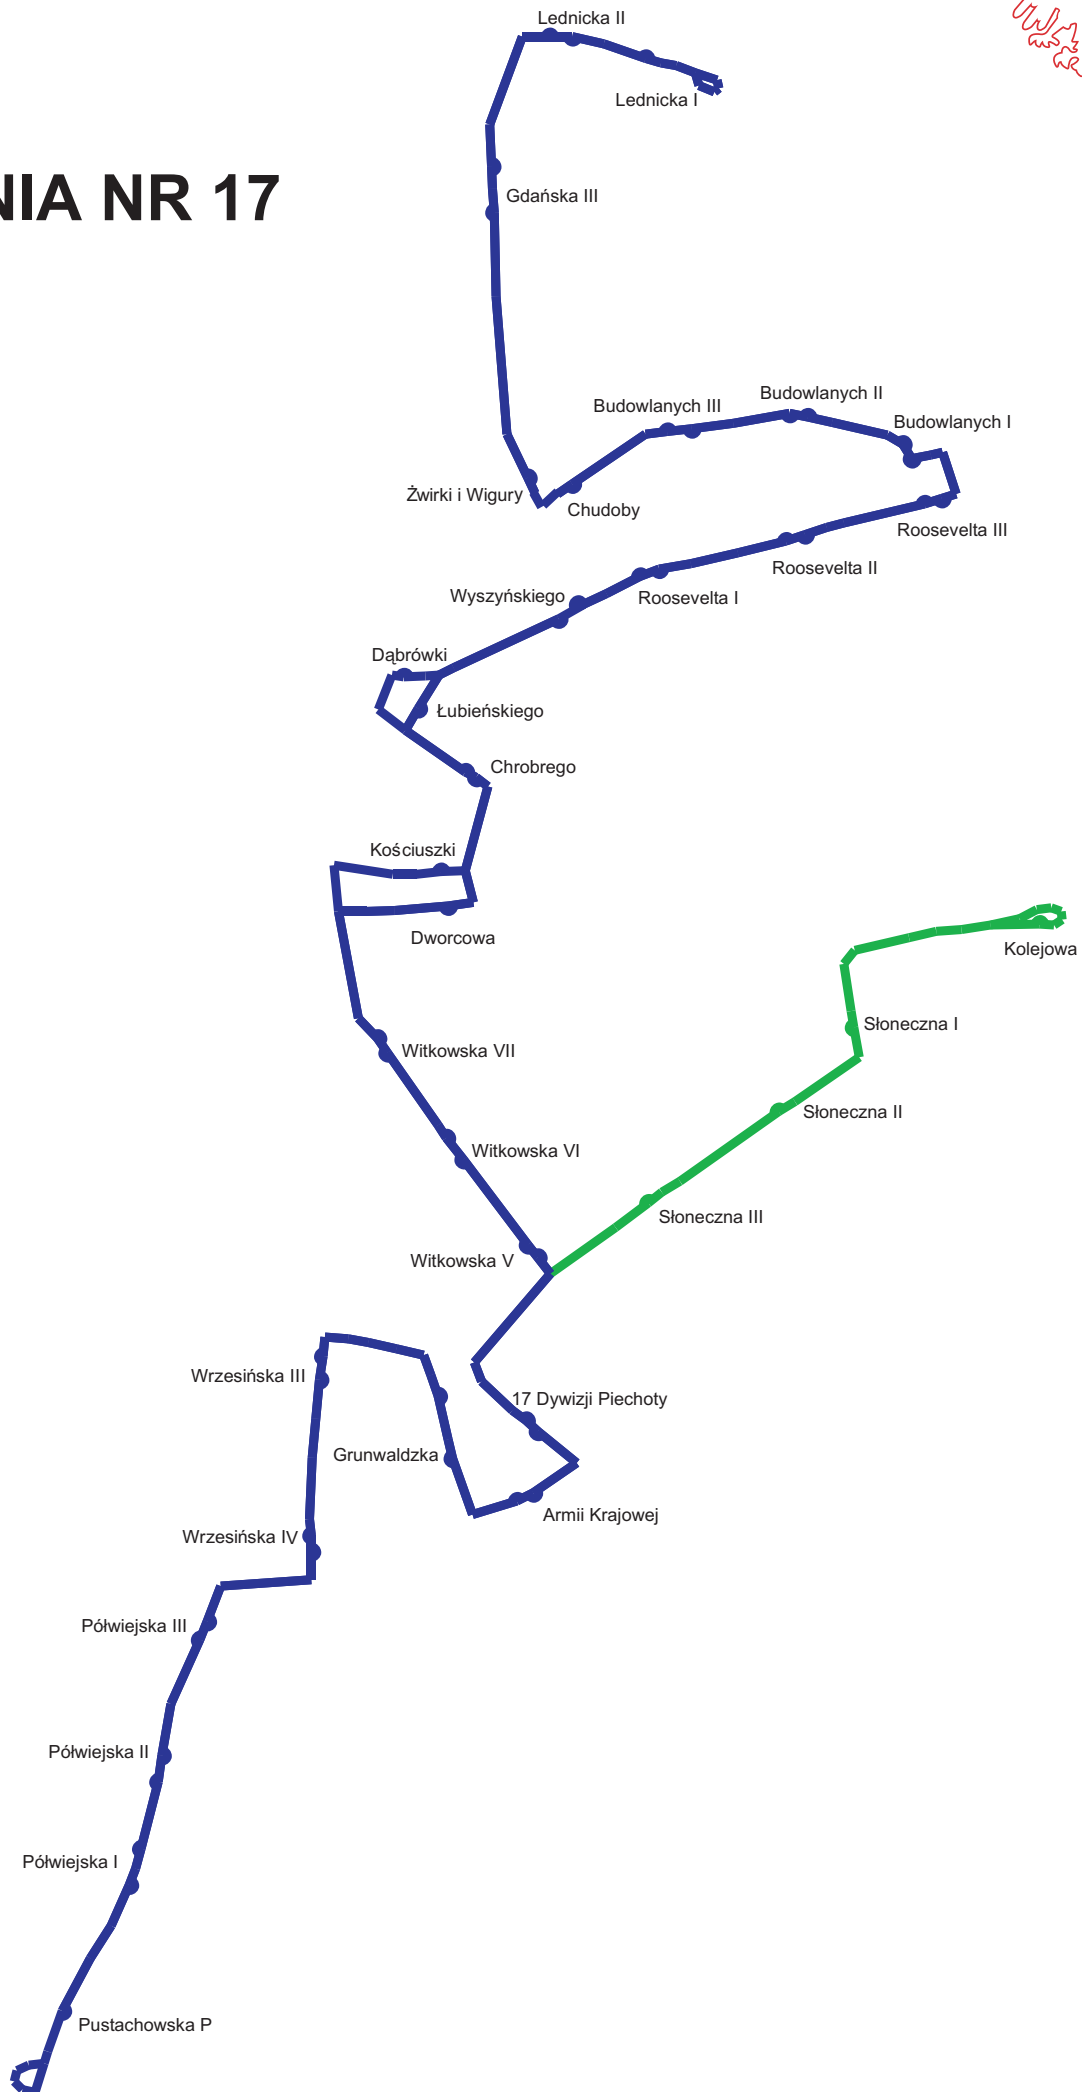 Lednicka II
Lednicka I
NIA NR 17
Gdańska III
Budowlanych II
Budowlanych III
Budowlanych I
Żwirki i Wigury
Chudoby
Roosevelta III
Roosevelta II
Wyszyńskiego
Roosevelta I
Dąbrówki
Łubieńskiego
Chrobrego
Kościuszki
Dworcowa
Kolejowa
Słoneczna I
Witkowska VII
Słoneczna II
Witkowska VI
Słoneczna III
Witkowska V
Wrzesińska III
17 Dywizji Piechoty
Grunwaldzka
Armii Krajowej
Wrzesińska IV
Półwiejska III
Półwiejska II
Półwiejska I
Pustachowska P